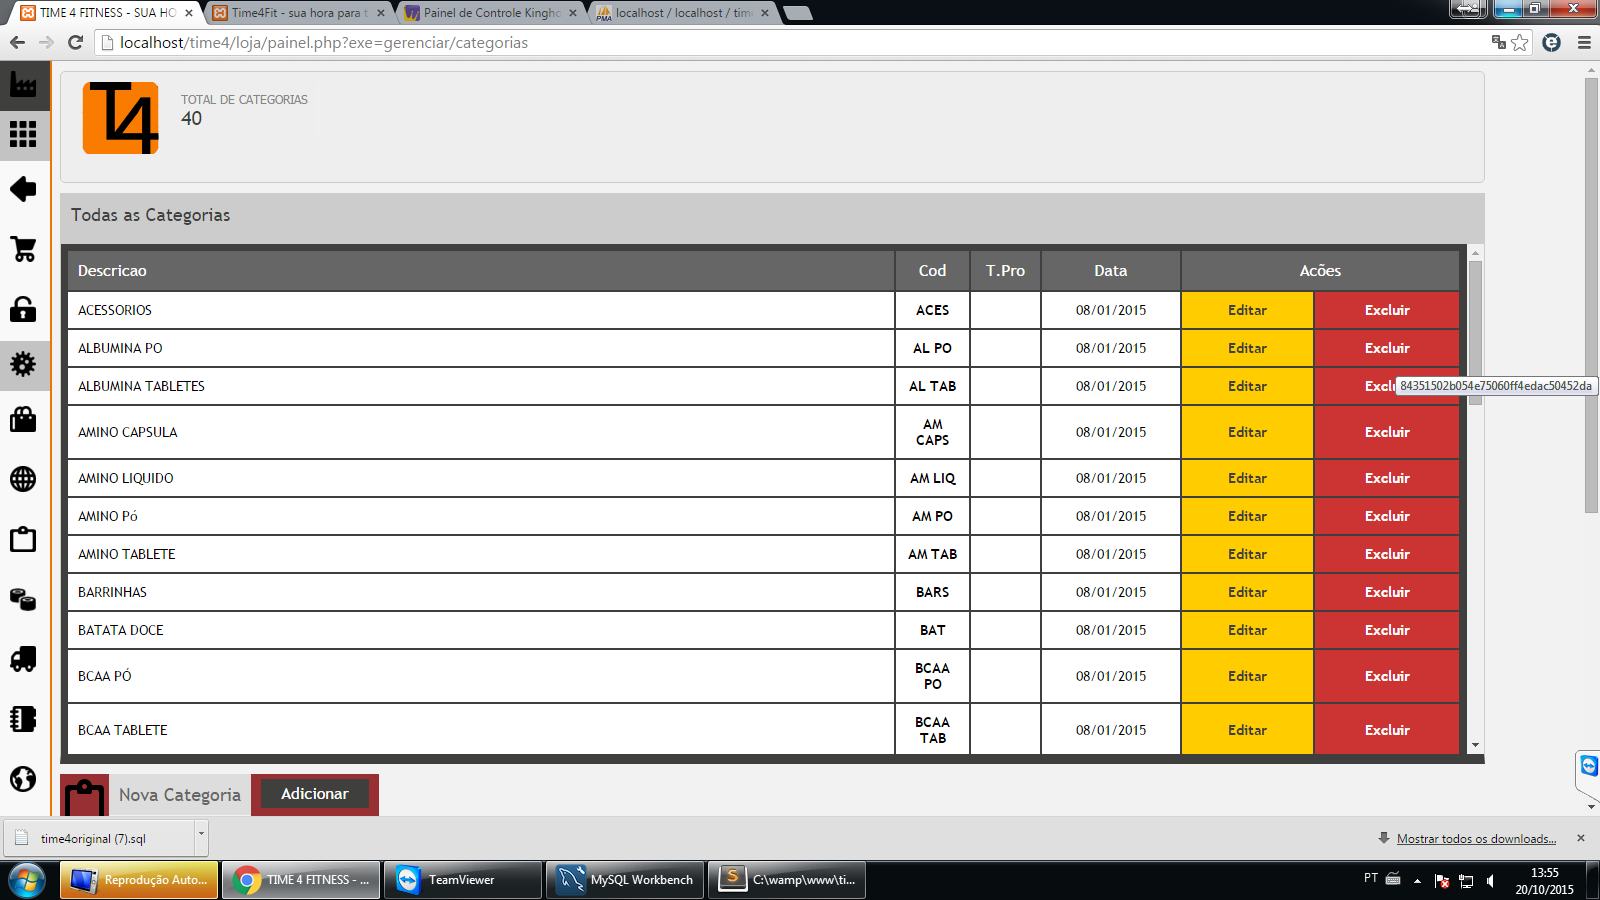 TIME 4 FITNESS - SUA HO
Time4Fit - sua hora para t
Painel de Controle Kingho
localhost / localhost / time
localhost/time4/loja/painel.php?exe=gerenciar/categorias
T4
TOTAL DE CATEGORIAS
40
Todas as Categorias
Descricao Cod T.Pro Data Acões
ACESSORIOS ACES 08/01/2015 Editar Excluir
ALBUMINA PO AL PO 08/01/2015 Editar Excluir
ALBUMINA TABLETES AL TAB 08/01/2015 Editar Exclu
84351502b054e75060ff4edac50452da
AMINO CAPSULA AM CAPS 08/01/2015 Editar Excluir
AMINO LIQUIDO AM LIQ 08/01/2015 Editar Excluir
AMINO Pó AM PO 08/01/2015 Editar Excluir
AMINO TABLETE AM TAB 08/01/2015 Editar Excluir
BARRINHAS BARS 08/01/2015 Editar Excluir
BATATA DOCE BAT 08/01/2015 Editar Excluir
BCAA PÓ BCAA PO 08/01/2015 Editar Excluir
BCAA TABLETE BCAA TAB 08/01/2015 Editar Excluir
Nova Categoria Adicionar
time4original (7).sql
Mostrar todos os downloads...
Reprodução Auto...
TIME 4 FITNESS - ...
TeamViewer
MySQL Workbench
C:\wamp\www\ti...
PT
13:55
20/10/2015